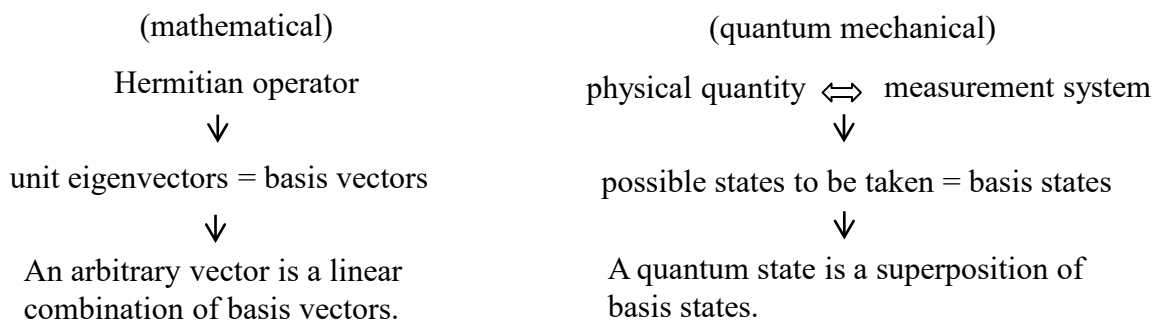 (mathematical)
Hermitian operator
unit eigenvectors = basis vectors
An arbitrary vector is a linear
combination of basis vectors.
(quantum mechanical)
physical quantity ⇔ measurement system
possible states to be taken = basis states
A quantum state is a superposition of
basis states.